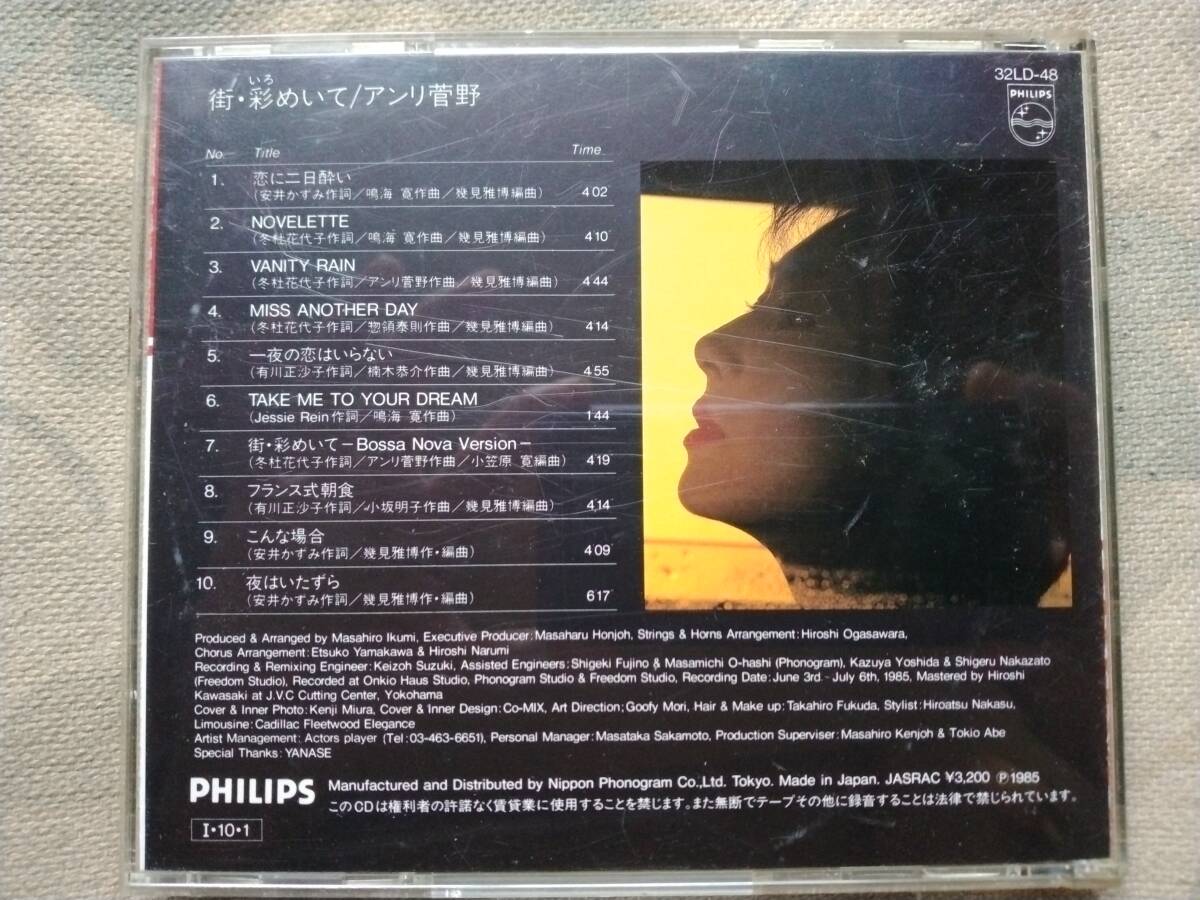 32LD-48
PHILIPS
いろ
街・彩めいて/アンリ菅野
No. Title Time
1. 恋に二日酔い
(安井かすみ作詞/鳴海 寛作曲/幾見雅博編曲) 4 02
2. NOVELETTE
(冬杜花代子作詞/鳴海 寛作曲/幾見雅博編曲) 4 10
3. VANITY RAIN
(冬杜花代子作詞/アンリ菅野作曲/幾見雅博編曲) 4 44
4. MISS ANOTHER DAY
(冬杜花代子作詞/惣領泰則作曲/幾見雅博編曲) 4 14
5. 一夜の恋はいらない
(有川正沙子作詞/楠木恭介作曲/幾見雅博編曲) 4 55
6. TAKE ME TO YOUR DREAM
(Jessie Rein作詞/鳴海 寛作曲) 1 44
7. 街・彩めいて－Bossa Nova Version－
(冬杜花代子作詞/アンリ菅野作曲/小笠原 寛編曲) 4 19
8. フランス式朝食
(有川正沙子作詞/小坂明子作曲/幾見雅博編曲) 4 14
9. こんな場合
(安井かすみ作詞/幾見雅博作・編曲) 4 09
10. 夜はいたずら
(安井かすみ作詞/幾見雅博作・編曲) 6 17
Produced & Arranged by Masahiro Ikumi, Executive Producer: Masaharu Honjoh, Strings & Horns Arrangement: Hiroshi Ogasawara,
Chorus Arrangement: Etsuko Yamakawa & Hiroshi Narumi
Recording & Remixing Engineer: Keizoh Suzuki, Assisted Engineers: Shigeki Fujino & Masamichi O-hashi (Phonogram), Kazuya Yoshida & Shigeru Nakazato
(Freedom Studio), Recorded at Onkio Haus Studio, Phonogram Studio & Freedom Studio, Recording Date: June 3rd. - July 6th, 1985, Mastered by Hiroshi
Kawasaki at J.V.C Cutting Center, Yokohama
Cover & Inner Photo: Kenji Miura, Cover & Inner Design: Co-MIX, Art Direction; Goofy Mori, Hair & Make up: Takahiro Fukuda, Stylist: Hiroatsu Nakasu,
Limousine: Cadillac Fleetwood Elegance
Artist Management: Actors player (Tel: 03-463-6651), Personal Manager: Masataka Sakamoto, Production Superviser: Masahiro Kenjoh & Tokio Abe
Special Thanks: YANASE
PHILIPS Manufactured and Distributed by Nippon Phonogram Co.,Ltd. Tokyo. Made in Japan. JASRAC ¥3,200 Ⓟ1985
このCDは権利者の許諾なく賃貸業に使用することを禁じます。また無断でテープその他に録音することは法律で禁じられています。
I・10・1